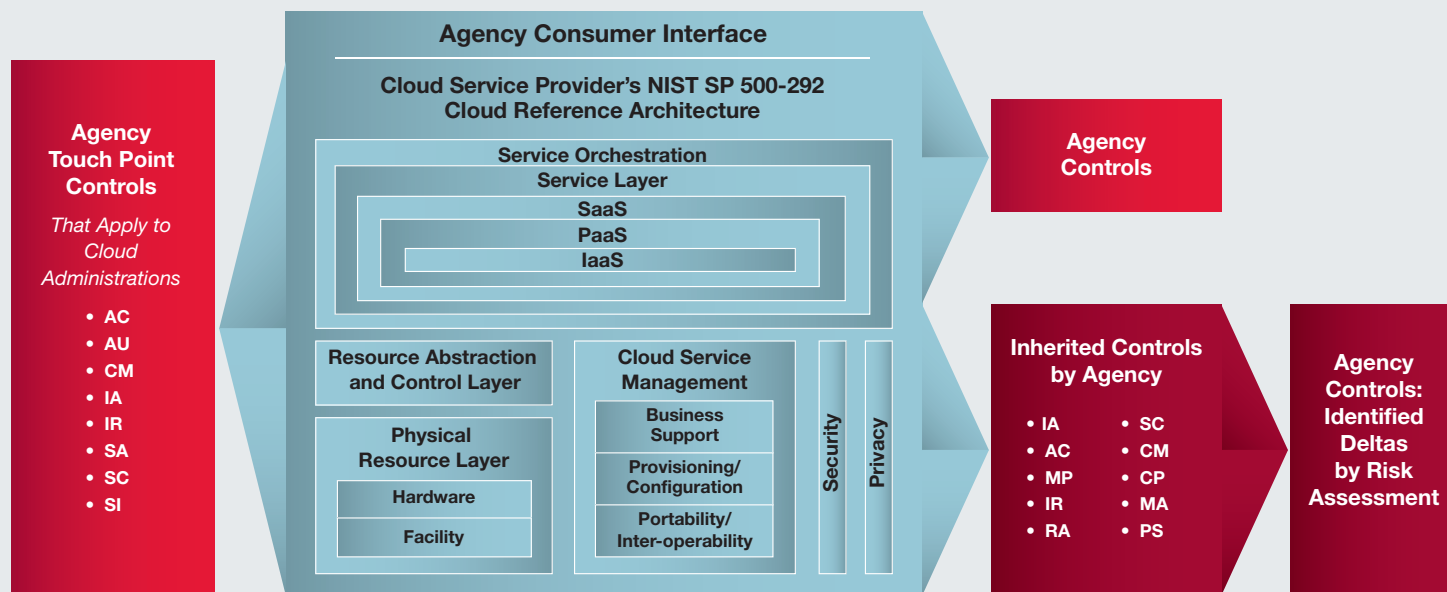 Agency
Touch Point
Controls
That Apply to
Cloud
Administrations
• AC
• AU
• CM
• IA
• IR
• SA
• SC
• SI
Agency Consumer Interface
Cloud Service Provider's NIST SP 500-292
Cloud Reference Architecture
Service Orchestration
Service Layer
SaaS
PaaS
IaaS
Resource Abstraction
and Control Layer
Physical
Resource Layer
Hardware
Facility
Cloud Service
Management
Business
Support
Provisioning/
Configuration
Portability/
Inter-operability
Security
Privacy
Agency
Controls
Inherited Controls
by Agency
• IA
• AC
• MP
• IR
• RA
• SC
• CM
• CP
• MA
• PS
Agency
Controls:
Identified
Deltas
by Risk
Assessment